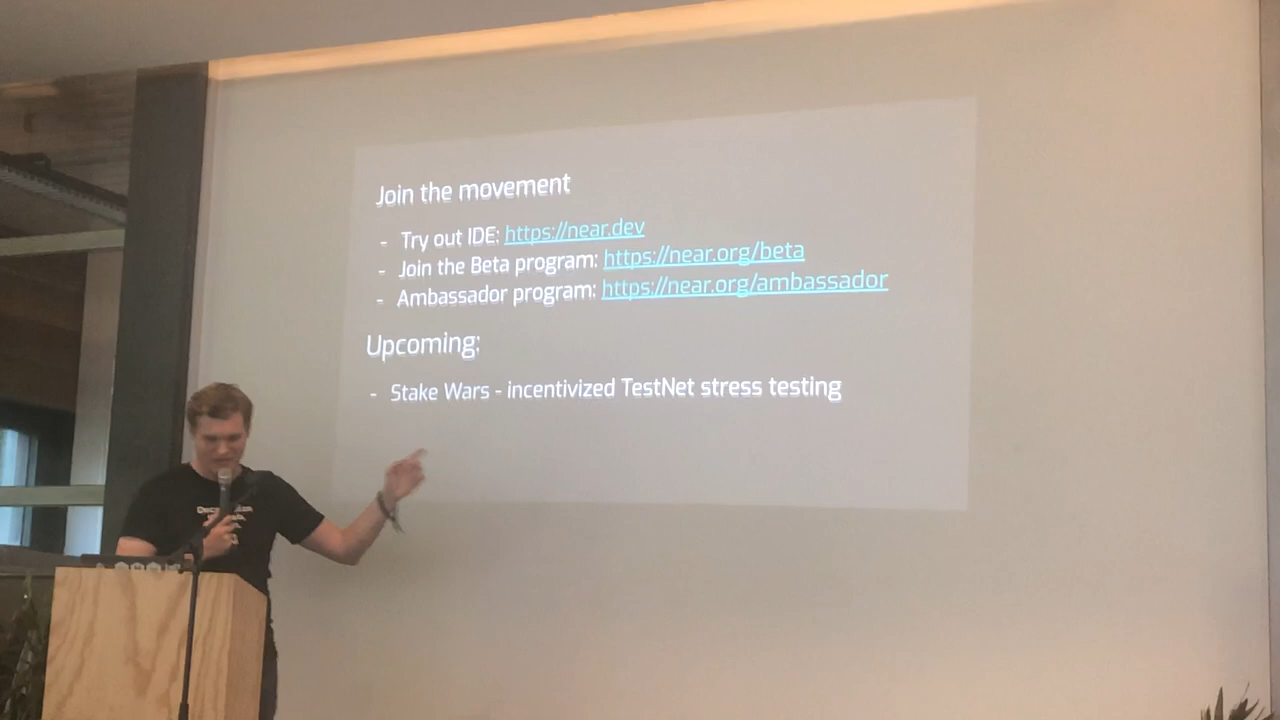 Join the movement
- Try out IDE: https://near.dev
- Join the Beta program: https://near.org/beta
- Ambassador program: https://near.org/ambassador
Upcoming:
- Stake Wars - incentivized TestNet stress testing